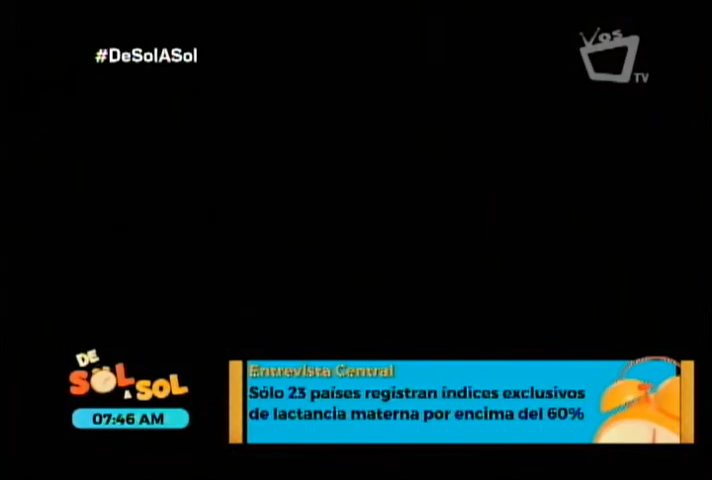 #DeSolASol
Vos
TV
DE
SOL
A SOL
07:46 AM
Entrevista Central
Sólo 23 países registran índices exclusivos
de lactancia materna por encima del 60%